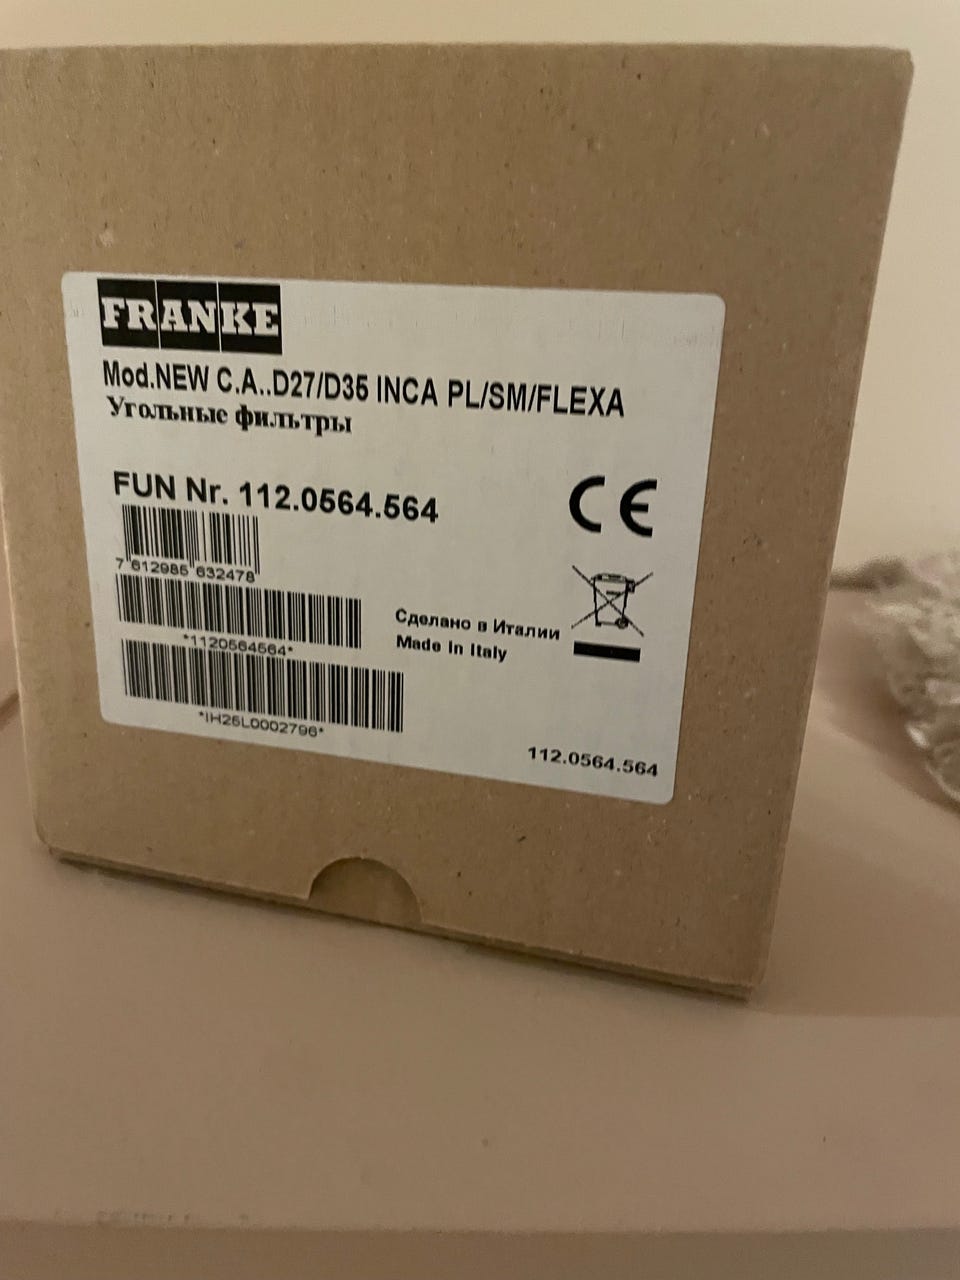 FRANKE
Mod.NEW C.A..D27/D35 INCA PL/SM/FLEXA
Угольные фильтры
FUN Nr. 112.0564.564
CE
7 612985 632478
*1120564564*
Сделано в Италии
Made In Italy
*IH26L0002796*
112.0564.564